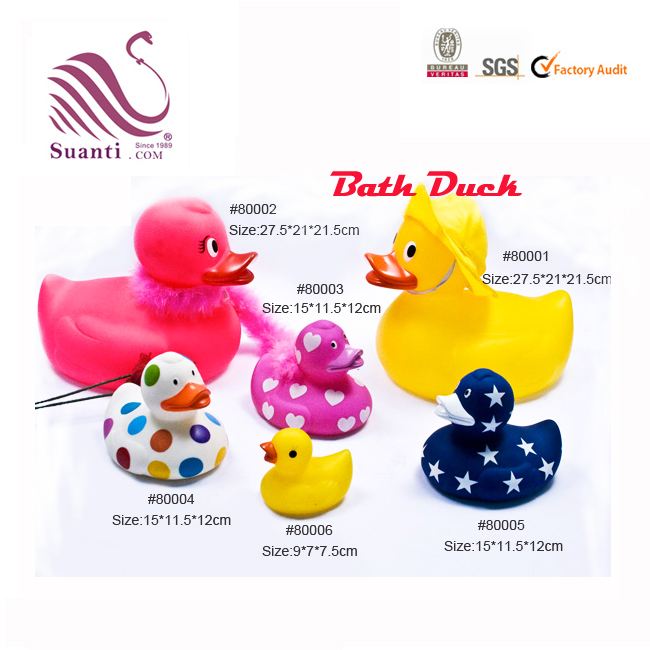 Suanti.COM
Since 1989
®
BUREAU
VERITAS
SGS
Factory Audit
Bath Duck
#80002
Size:27.5*21*21.5cm
#80001
Size:27.5*21*21.5cm
#80003
Size:15*11.5*12cm
#80004
Size:15*11.5*12cm
#80006
Size:9*7*7.5cm
#80005
Size:15*11.5*12cm